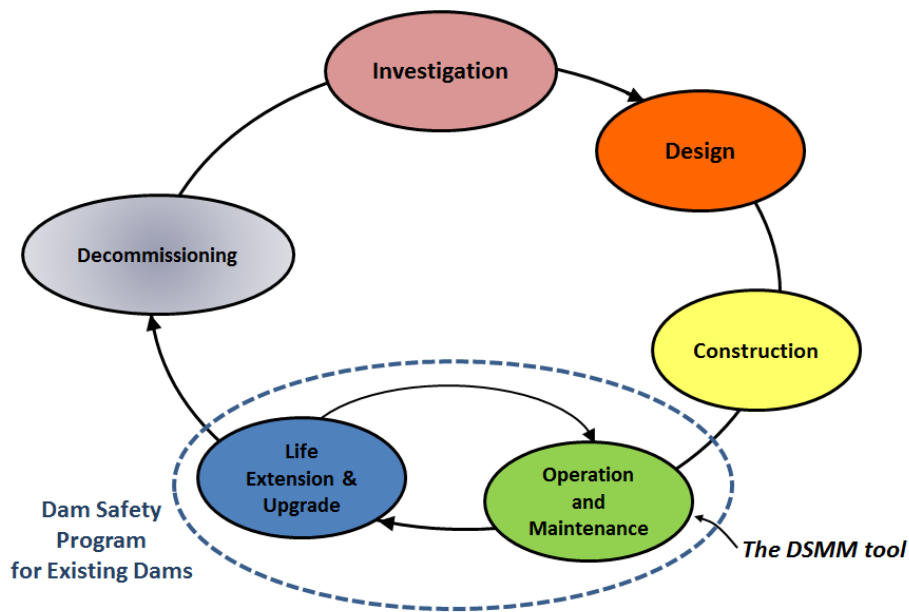 Investigation
Design
Decommissioning
Construction
Life
Extension &
Upgrade
Operation
and
Maintenance
Dam Safety
Program
for Existing Dams
The DSMM tool